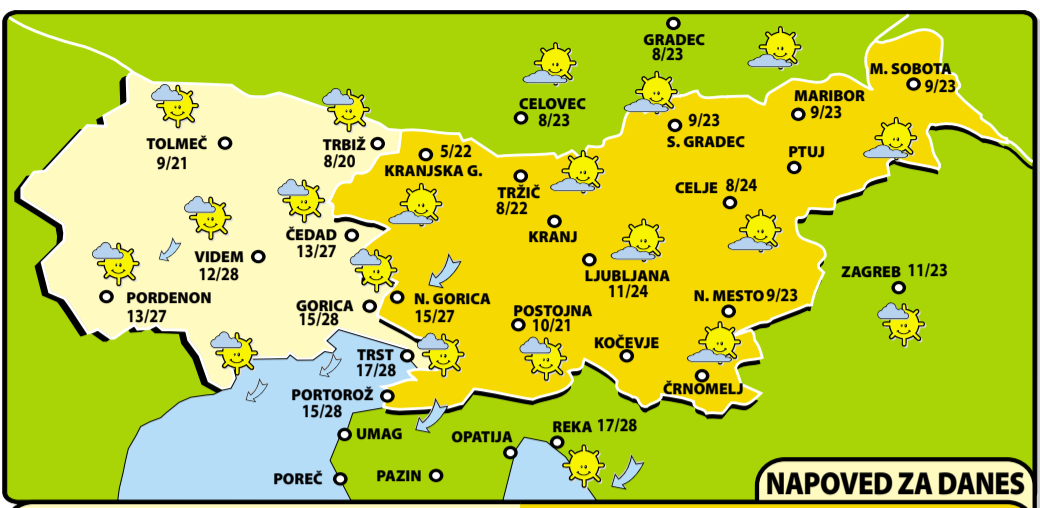 GRADEC
8/23
M. SOBOTA
9/23
CELOVEC
8/23
MARIBOR
9/23
9/23
S. GRADEC
TOLMEČ
9/21
TRBIŽ
8/20
5/22
KRANJSKA G.
PTUJ
TRŽIČ
8/22
CELJE 8/24
KRANJ
ČEDAD
13/27
VIDEM
12/28
LJUBLJANA
11/24
ZAGREB 11/23
PORDENON
13/27
GORICA
15/28
N. GORICA
15/27
N. MESTO 9/23
POSTOJNA
10/21
KOČEVJE
TRST
17/28
ČRNOMELJ
PORTOROŽ
15/28
UMAG
OPATIJA
REKA 17/28
POREČ
PAZIN
NAPOVED ZA DANES